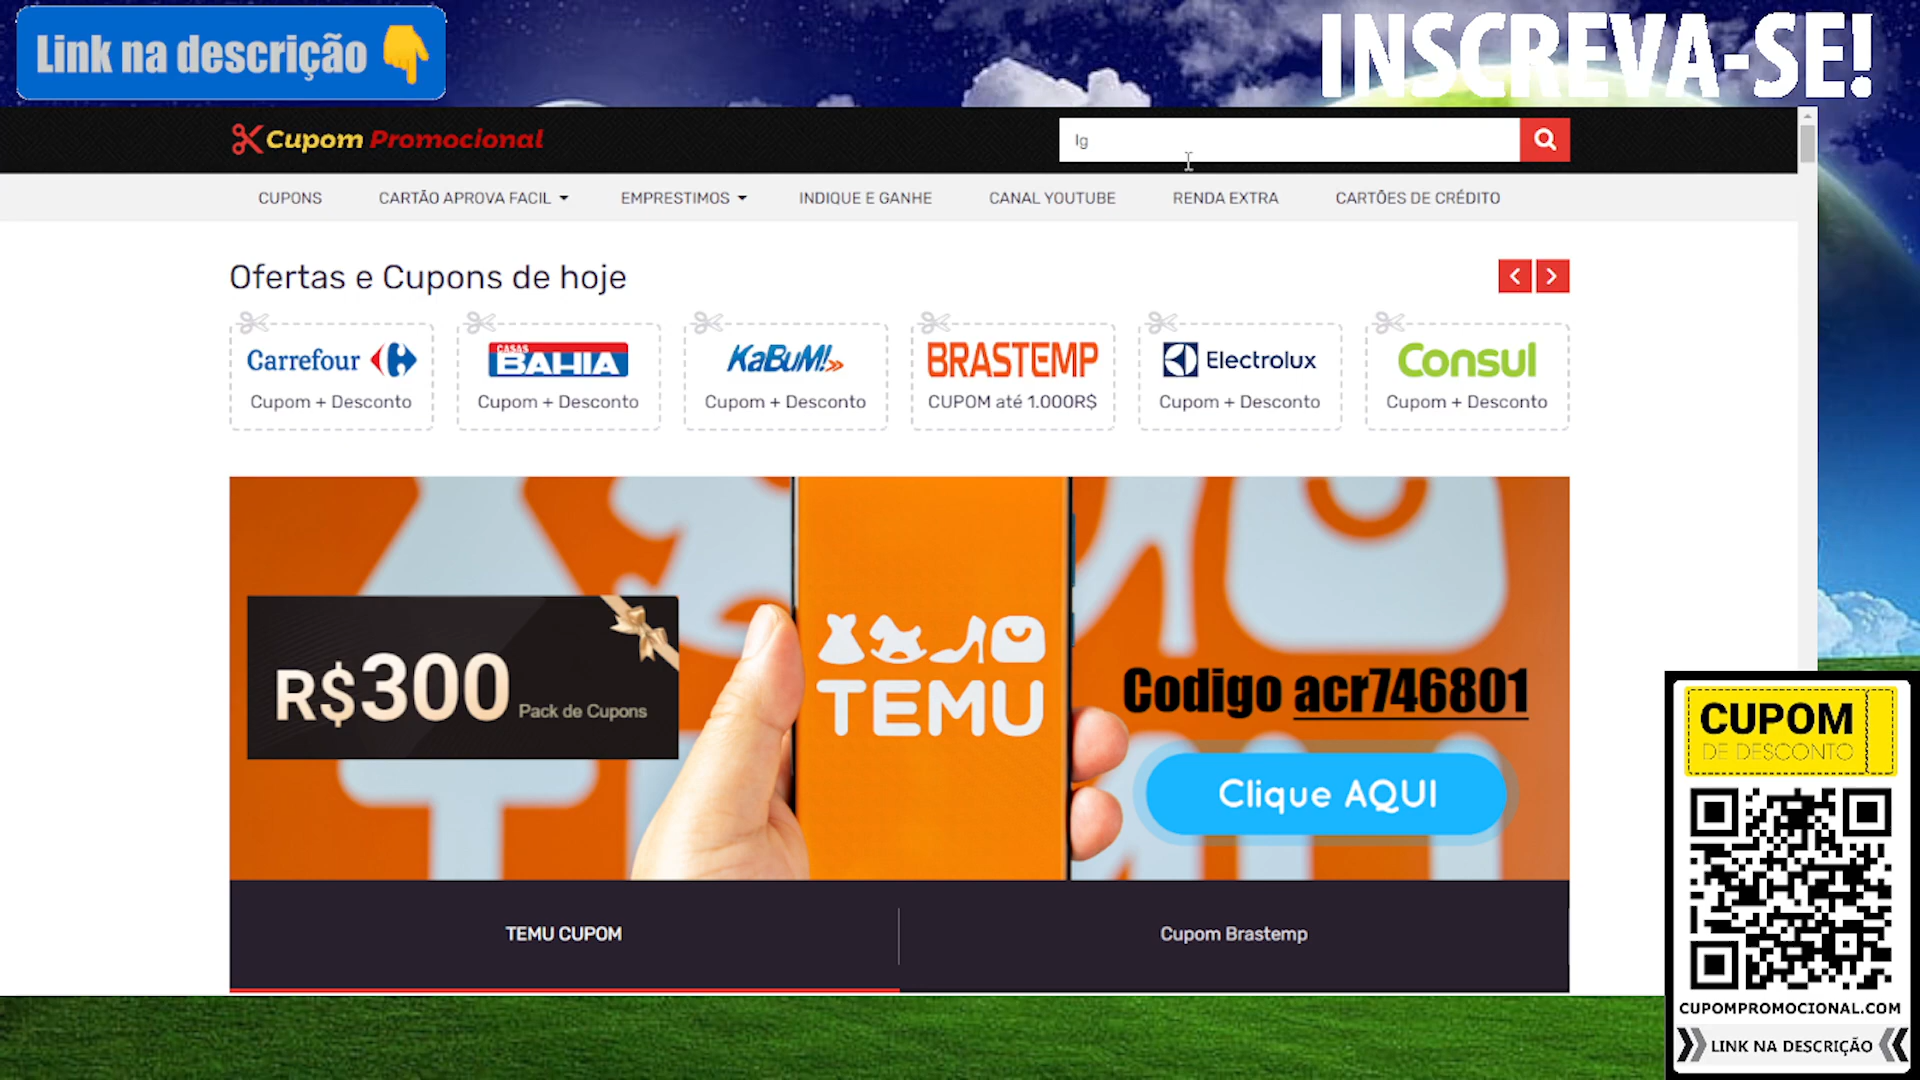 Link na descrição
INSCREVA-SE!
Cupom Promocional
lg
CUPONS
CARTÃO APROVA FACIL
EMPRESTIMOS
INDIQUE E GANHE
CANAL YOUTUBE
RENDA EXTRA
CARTÕES DE CRÉDITO
Ofertas e Cupons de hoje
Carrefour
Cupom + Desconto
CASAS
BAHIA
Cupom + Desconto
KaBuM!
Cupom + Desconto
BRASTEMP
CUPOM até 1.000R$
Electrolux
Cupom + Desconto
Consul
Cupom + Desconto
R$300 Pack de Cupons
TEMU
Codigo acr746801
Clique AQUI
TEMU CUPOM
Cupom Brastemp
CUPOM
DE DESCONTO
CUPOMPROMOCIONAL.COM
LINK NA DESCRIÇÃO